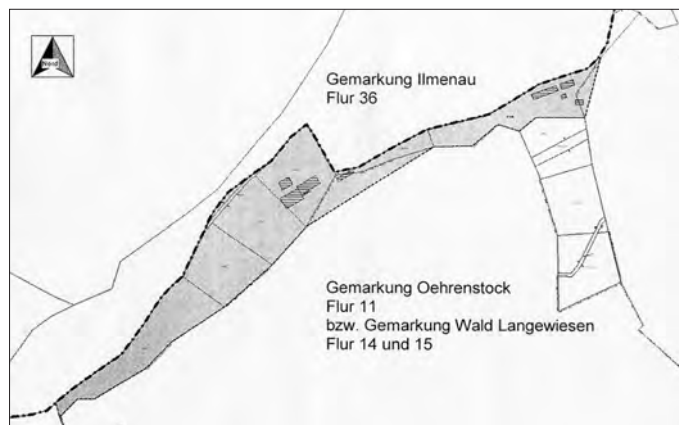 Nord
Gemarkung Ilmenau
Flur 36
Gemarkung Oehrenstock
Flur 11
bzw. Gemarkung Wald Langewiesen
Flur 14 und 15